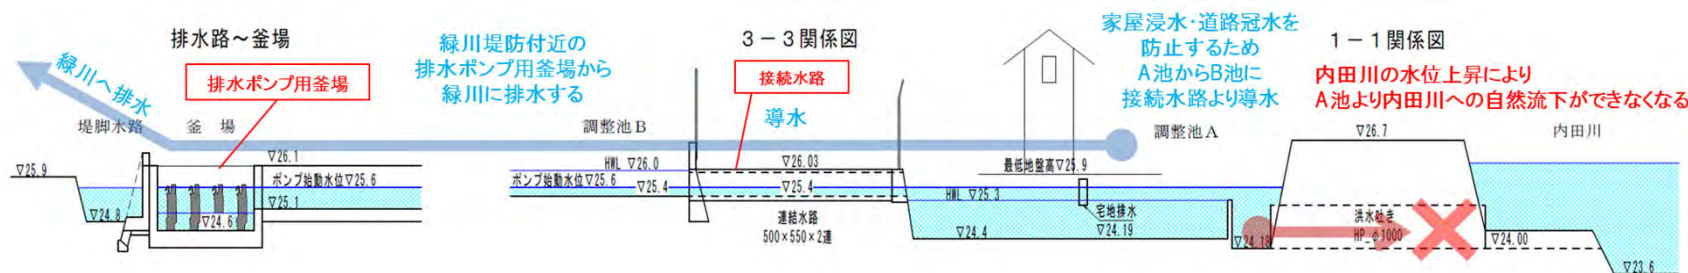 排水路～釜場
緑川へ排水
排水ポンプ用釜場
緑川堤防付近の
排水ポンプ用釜場から
緑川に排水する
堤脚水路
釜 場
調整池B
3－3関係図
接続水路
導水
家屋浸水・道路冠水を
防止するため
A池からB池に
接続水路より導水
調整池A
1－1関係図
内田川の水位上昇により
A池より内田川への自然流下ができなくなる
内田川
▽25.9
▽24.8
▽26.1
ポンプ始動水位▽25.6
▽25.1
▽24.6
HWL ▽26.0
ポンプ始動水位▽25.6
▽25.4
▽26.03
▽25.4
連結水路
500×550×2連
最低地盤高▽25.9
HWL ▽25.3
宅地排水
▽24.19
▽24.4
▽24.18
▽26.7
洪水吐き
HP_φ1000
▽24.00
▽23.6